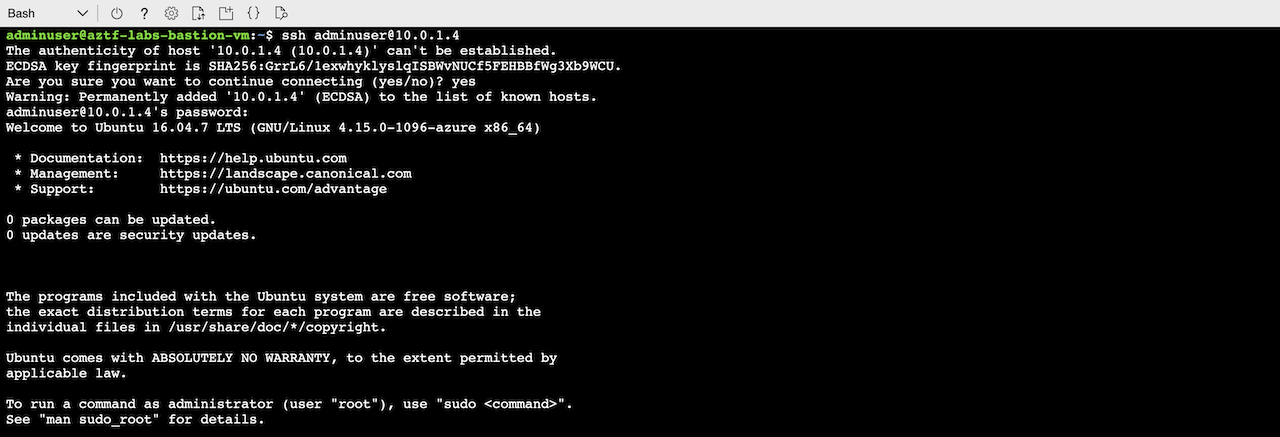 Bash
?
{}
adminuser@aztf-labs-bastion-vm:~$ ssh adminuser@10.0.1.4
The authenticity of host '10.0.1.4 (10.0.1.4)' can't be established.
ECDSA key fingerprint is SHA256:GrrL6/1exwhyklyslqISBWvNUCf5FEHBBfWg3Xb9WCU.
Are you sure you want to continue connecting (yes/no)? yes
Warning: Permanently added '10.0.1.4' (ECDSA) to the list of known hosts.
adminuser@10.0.1.4's password:
Welcome to Ubuntu 16.04.7 LTS (GNU/Linux 4.15.0-1096-azure x86_64)
* Documentation:  https://help.ubuntu.com
* Management:     https://landscape.canonical.com
* Support:        https://ubuntu.com/advantage
0 packages can be updated.
0 updates are security updates.
The programs included with the Ubuntu system are free software;
the exact distribution terms for each program are described in the
individual files in /usr/share/doc/*/copyright.
Ubuntu comes with ABSOLUTELY NO WARRANTY, to the extent permitted by
applicable law.
To run a command as administrator (user "root"), use "sudo <command>".
See "man sudo_root" for details.